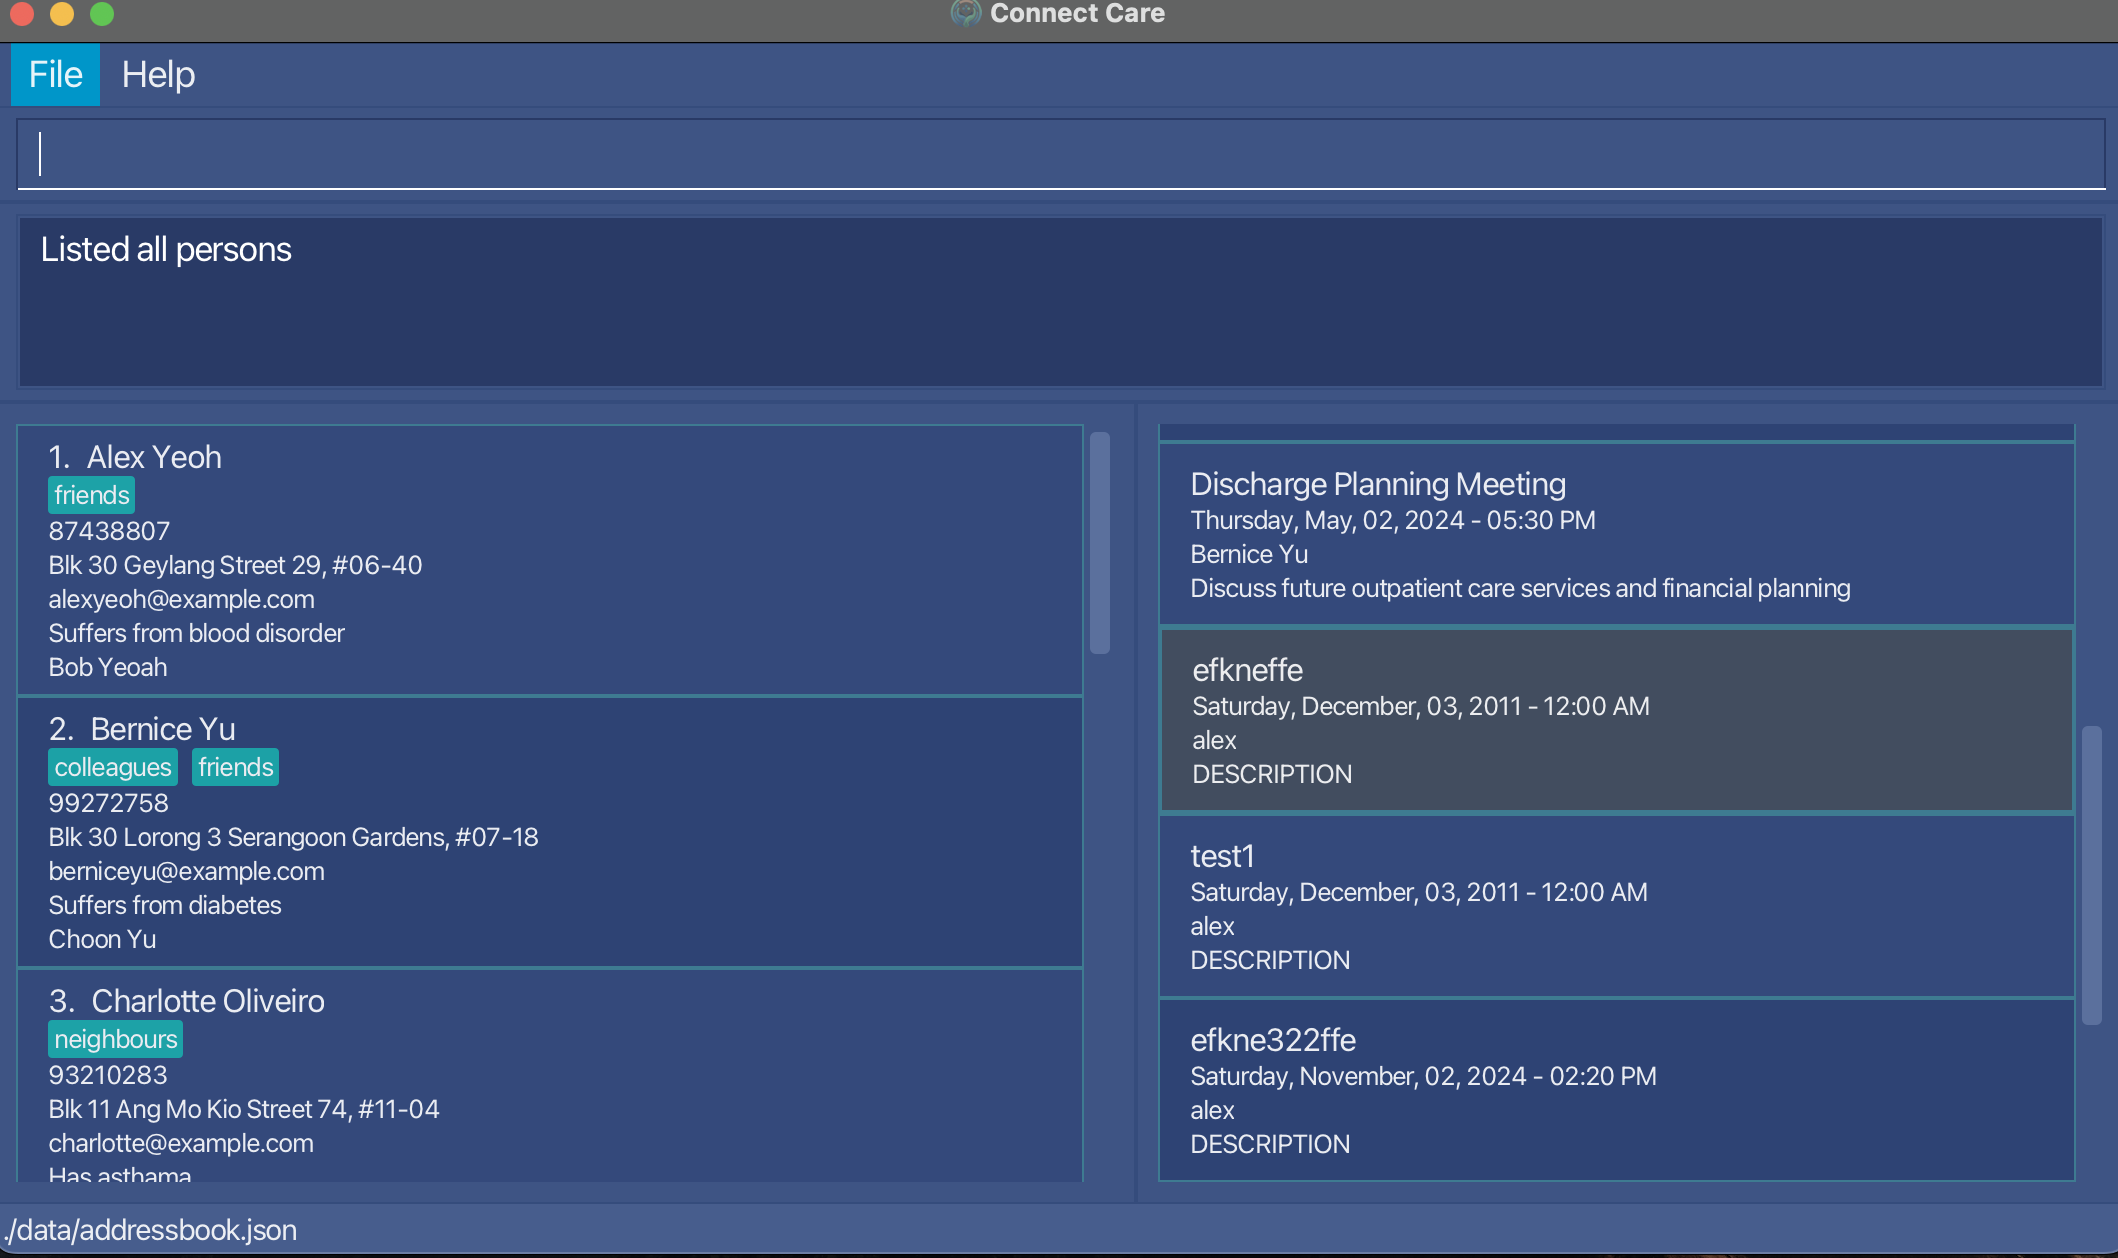 Connect Care
File Help
Listed all persons
1. Alex Yeoh
friends
87438807
Blk 30 Geylang Street 29, #06-40
alexyeoh@example.com
Suffers from blood disorder
Bob Yeoah
2. Bernice Yu
colleagues friends
99272758
Blk 30 Lorong 3 Serangoon Gardens, #07-18
berniceyu@example.com
Suffers from diabetes
Choon Yu
3. Charlotte Oliveiro
neighbours
93210283
Blk 11 Ang Mo Kio Street 74, #11-04
charlotte@example.com
Has asthama
Discharge Planning Meeting
Thursday, May, 02, 2024 - 05:30 PM
Bernice Yu
Discuss future outpatient care services and financial planning
efkneffe
Saturday, December, 03, 2011 - 12:00 AM
alex
DESCRIPTION
test1
Saturday, December, 03, 2011 - 12:00 AM
alex
DESCRIPTION
efkne322ffe
Saturday, November, 02, 2024 - 02:20 PM
alex
DESCRIPTION
./data/addressbook.json